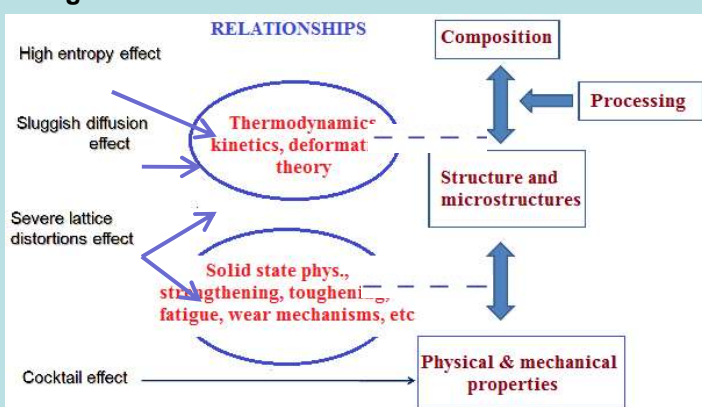 RELATIONSHIPS
Composition
High entropy effect
Processing
Sluggish diffusion
effect
Thermodynamics
kinetics,
theory
Structure and
microstructures
Severe lattice
distortions effect
Solid state phys.,
strengthening, toughening,
fatigue, wear mechanisms, etc
Cocktail effect
Physical & mechanical
properties